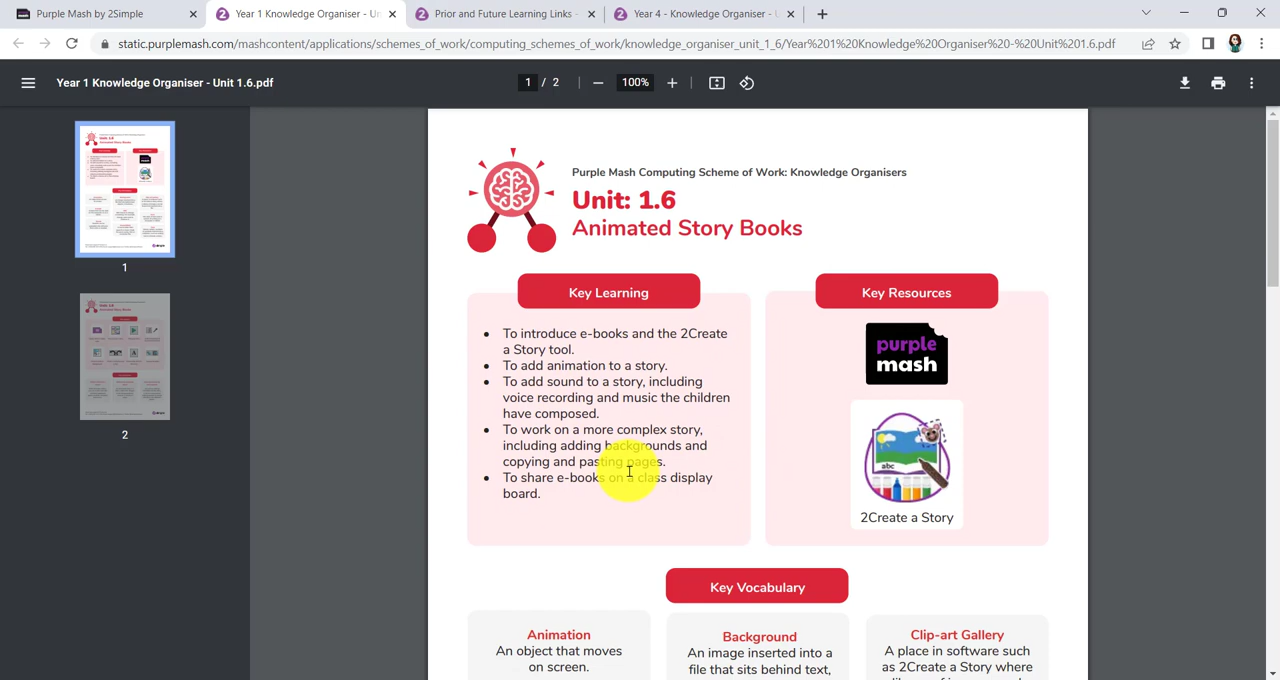 Purple Mash by 2Simple
Year 1 Knowledge Organiser - Un
Prior and Future Learning Links -
Year 4 - Knowledge Organiser - U
static.purplemash.com/mashcontent/applications/schemes_of_work/computing_schemes_of_work/knowledge_organiser_unit_1_6/Year%201%20Knowledge%20Organiser%20-%20Unit%201.6.pdf
Year 1 Knowledge Organiser - Unit 1.6.pdf
1 / 2
100%
1
2
Purple Mash Computing Scheme of Work: Knowledge Organisers
Unit: 1.6
Animated Story Books
Key Learning
• To introduce e-books and the 2Create
a Story tool.
• To add animation to a story.
• To add sound to a story, including
voice recording and music the children
have composed.
• To work on a more complex story,
including adding backgrounds and
copying and pasting pages.
• To share e-books on a class display
board.
Key Resources
purple
mash
abc
2Create a Story
Key Vocabulary
Animation
An object that moves
on screen.
Background
An image inserted into a
file that sits behind text,
Clip-art Gallery
A place in software such
as 2Create a Story where